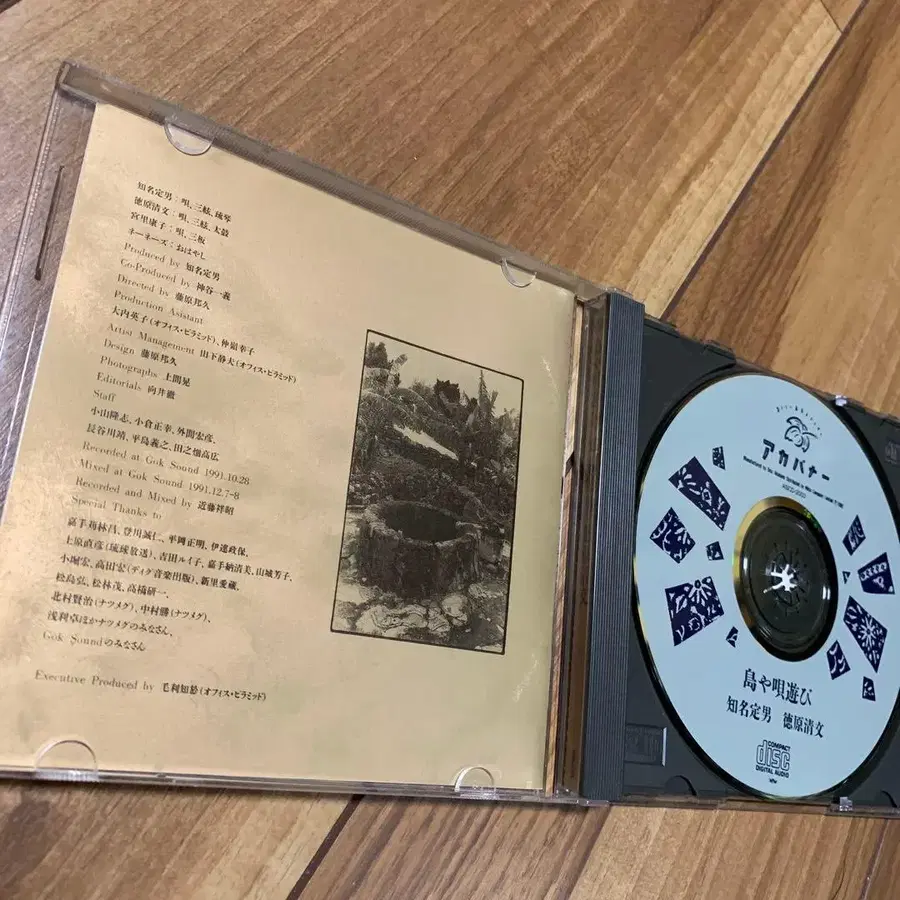 知名定男：唄、三絃、琉琴
徳原清文：唄、三絃、太鼓
宮里康子：唄、三板
ネーネーズ：おはやし
Produced by 知名定男
Co-Produced by 神谷一義
Directed by 藤原邦久
Production Asistant
大内英子（オフィス・ピラミッド）、仲嶺幸子
Artist Management 山下静夫（オフィス・ピラミッド）
Design 藤原邦久
Photographs 上間晃
Editorials 向井徹
Staff
小山隆志、小倉正幸、外間宏彦、
長谷川靖、平島義之、田之畑高広
Recorded at Gok Sound 1991.10.28
Mixed at Gok Sound 1991.12.7-8
Recorded and Mixed by 近藤祥昭
Special Thanks to
嘉手苅林昌、登川誠仁、平岡正明、伊達政保、
上原直彦（琉球放送）、吉田ルイ子、嘉手納清美、山城芳子、
小堀宏、高田宏（ディグ音楽出版）、新里愛蔵、
松島弘、松林茂、高橋研一、
北村賢治（ナツメグ）、中村勝（ナツメグ）、
浅利卓ほかナツメグのみなさん、
Gok Soundのみなさん
Executive Produced by 毛利知於（オフィス・ピラミッド）
アカバナー
島や唄遊び
知名定男 徳原清文
COMPACT
disc
DIGITAL AUDIO